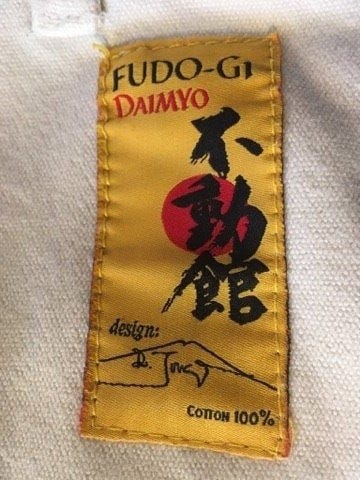 FUDO-GI
DAIMYO
不動館
design:
COTTON 100%